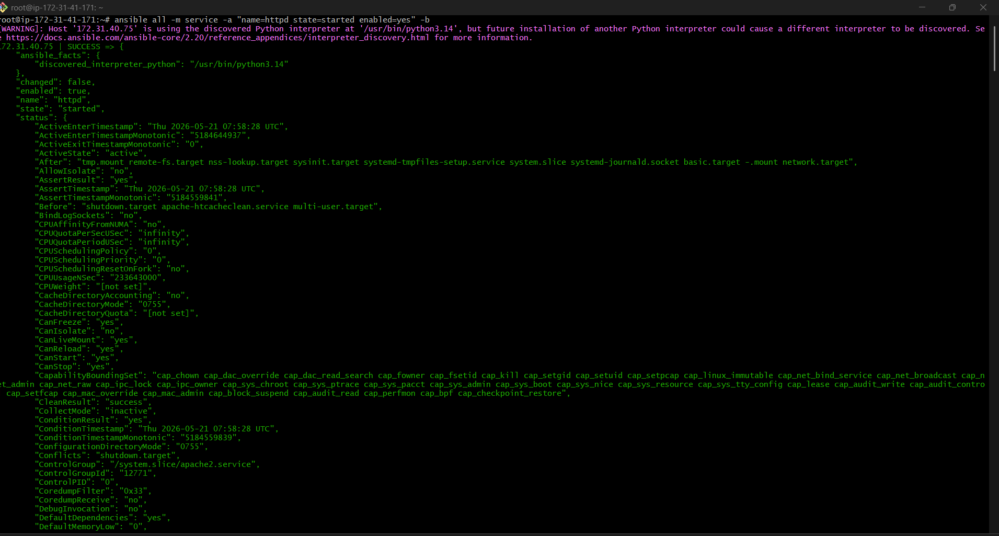 root@ip-172-31-41-171: ~
root@ip-172-31-41-171:~# ansible all -m service -a "name=httpd state=started enabled=yes" -b
[WARNING]: Host '172.31.40.75' is using the discovered Python interpreter at '/usr/bin/python3.14', but future installation of another Python interpreter could cause a different interpreter to be discovered. Se
e https://docs.ansible.com/ansible-core/2.20/reference_appendices/interpreter_discovery.html for more information.
172.31.40.75 | SUCCESS => {
    "ansible_facts": {
        "discovered_interpreter_python": "/usr/bin/python3.14"
    },
    "changed": false,
    "enabled": true,
    "name": "httpd",
    "state": "started",
    "status": {
        "ActiveEnterTimestamp": "Thu 2026-05-21 07:58:28 UTC",
        "ActiveEnterTimestampMonotonic": "5184644937",
        "ActiveExitTimestampMonotonic": "0",
        "ActiveState": "active",
        "After": "tmp.mount remote-fs.target nss-lookup.target sysinit.target systemd-tmpfiles-setup.service system.slice systemd-journald.socket basic.target -.mount network.target",
        "AllowIsolate": "no",
        "AssertResult": "yes",
        "AssertTimestamp": "Thu 2026-05-21 07:58:28 UTC",
        "AssertTimestampMonotonic": "5184559841",
        "Before": "shutdown.target apache-htcacheclean.service multi-user.target",
        "BindLogSockets": "no",
        "CPUAffinityFromNUMA": "no",
        "CPUQuotaPerSecUSec": "infinity",
        "CPUQuotaPeriodUSec": "infinity",
        "CPUSchedulingPolicy": "0",
        "CPUSchedulingPriority": "0",
        "CPUSchedulingResetOnFork": "no",
        "CPUUsageNSec": "233643000",
        "CPUWeight": "[not set]",
        "CacheDirectoryAccounting": "no",
        "CacheDirectoryMode": "0755",
        "CacheDirectoryQuota": "[not set]",
        "CanFreeze": "yes",
        "CanIsolate": "no",
        "CanLiveMount": "yes",
        "CanReload": "yes",
        "CanStart": "yes",
        "CanStop": "yes",
        "CapabilityBoundingSet": "cap_chown cap_dac_override cap_dac_read_search cap_fowner cap_fsetid cap_kill cap_setgid cap_setuid cap_setpcap cap_linux_immutable cap_net_bind_service cap_net_broadcast cap_n
et_admin cap_net_raw cap_ipc_lock cap_ipc_owner cap_sys_chroot cap_sys_ptrace cap_sys_pacct cap_sys_admin cap_sys_boot cap_sys_nice cap_sys_resource cap_sys_tty_config cap_lease cap_audit_write cap_audit_contro
 cap_setfcap cap_mac_override cap_mac_admin cap_block_suspend cap_audit_read cap_perfmon cap_bpf cap_checkpoint_restore",
        "CleanResult": "success",
        "CollectMode": "inactive",
        "ConditionResult": "yes",
        "ConditionTimestamp": "Thu 2026-05-21 07:58:28 UTC",
        "ConditionTimestampMonotonic": "5184559839",
        "ConfigurationDirectoryMode": "0755",
        "Conflicts": "shutdown.target",
        "ControlGroup": "/system.slice/apache2.service",
        "ControlGroupId": "12771",
        "ControlPID": "0",
        "CoredumpFilter": "0x33",
        "CoredumpReceive": "no",
        "DebugInvocation": "no",
        "DefaultDependencies": "yes",
        "DefaultMemoryLow": "0",